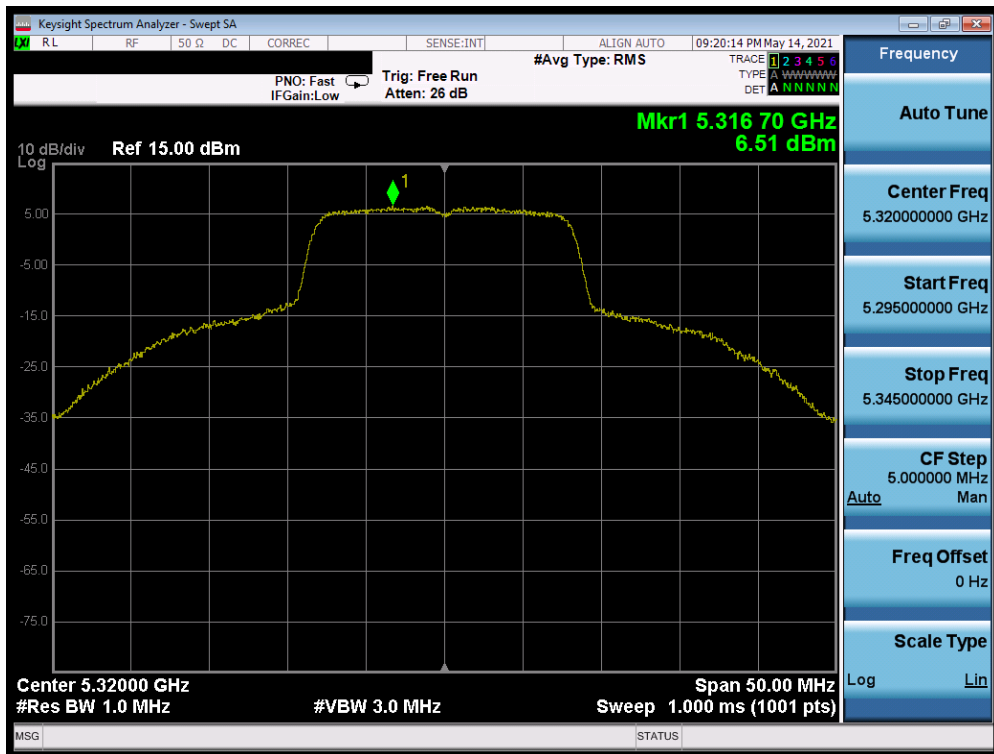 Keysight Spectrum Analyzer - Swept SA
LXI RL RF 50 Ω DC CORREC SENSE:INT ALIGN AUTO 09:20:14 PM May 14, 2021
#Avg Type: RMS TRACE 1 2 3 4 5 6
PNO: Fast Trig: Free Run TYPE A WWWWW
IFGain:Low Atten: 26 dB DET A N N N N N
Mkr1 5.316 70 GHz
6.51 dBm
10 dB/div Ref 15.00 dBm
Log
1
5.00
-5.00
-15.0
-25.0
-35.0
-45.0
-55.0
-65.0
-75.0
Center 5.32000 GHz Span 50.00 MHz
#Res BW 1.0 MHz #VBW 3.0 MHz Sweep 1.000 ms (1001 pts)
MSG STATUS
Frequency
Auto Tune
Center Freq
5.320000000 GHz
Start Freq
5.295000000 GHz
Stop Freq
5.345000000 GHz
CF Step
5.000000 MHz
Auto Man
Freq Offset
0 Hz
Scale Type
Log Lin